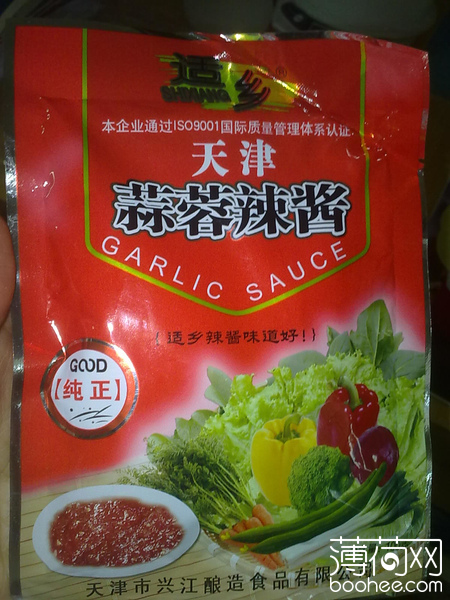 适乡®
本企业通过ISO9001国际质量管理体系认证
天津
蒜蓉辣酱
GARLIC SAUCE
{适乡辣酱味道好!}
GOOD
【纯正】
天津市兴江酿造食品有限公司
薄荷网
boohee.com